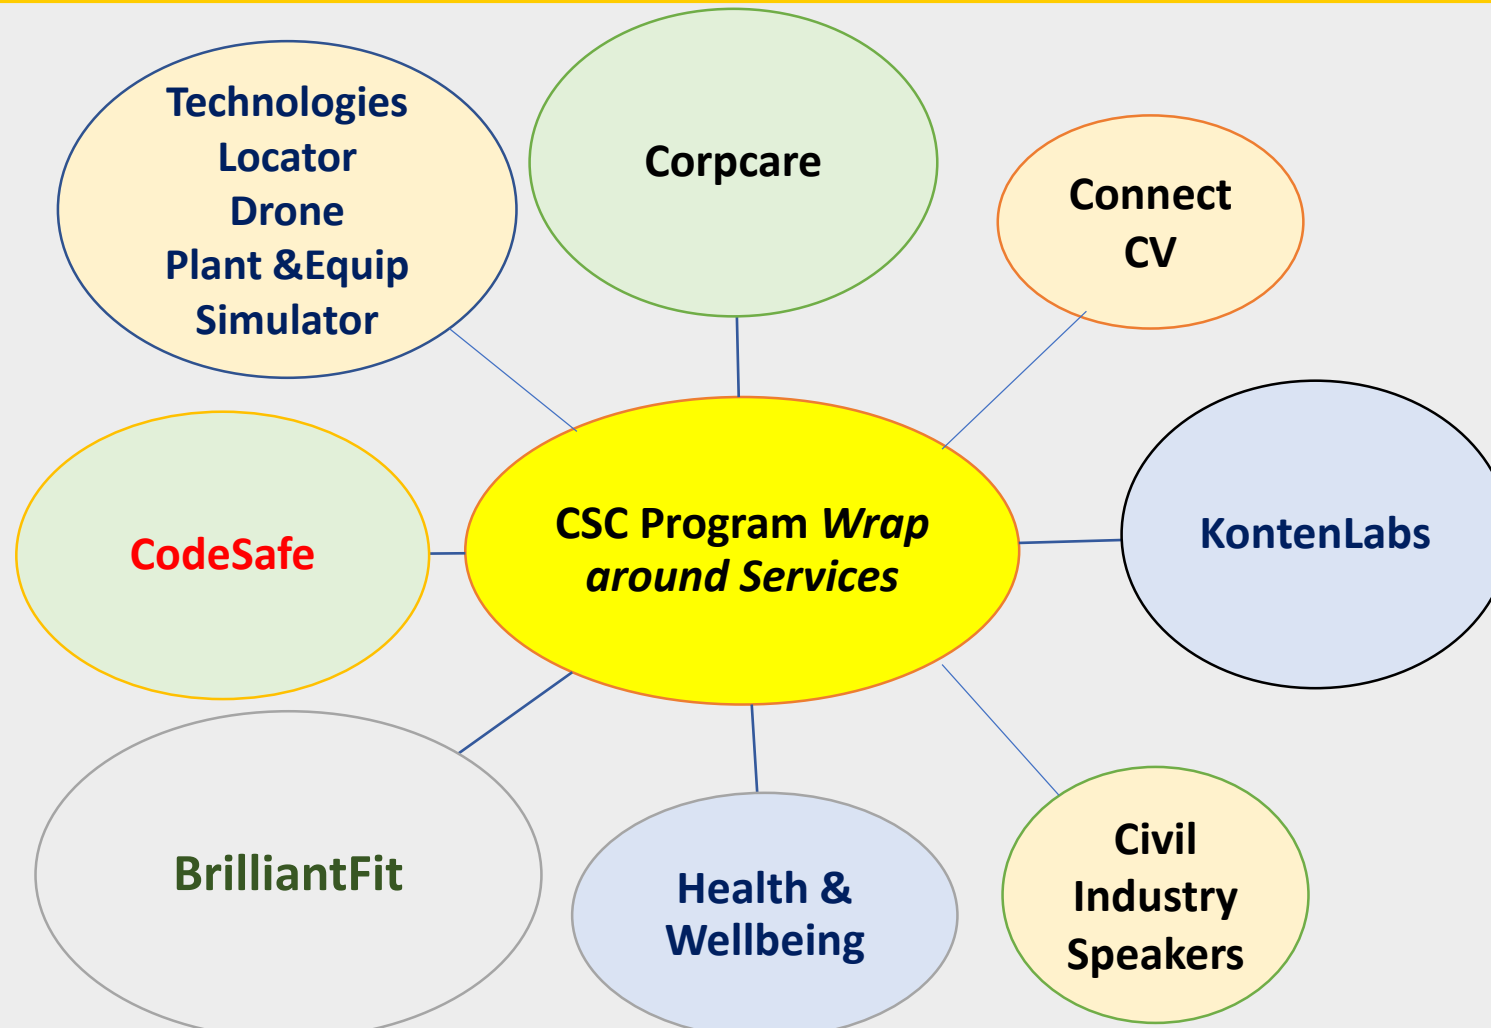 Technologies
Locator
Drone
Plant &Equip
Simulator
Corpcare
Connect
CV
CodeSafe
CSC Program Wrap
around Services
KontenLabs
BrilliantFit
Health &
Wellbeing
Civil
Industry
Speakers